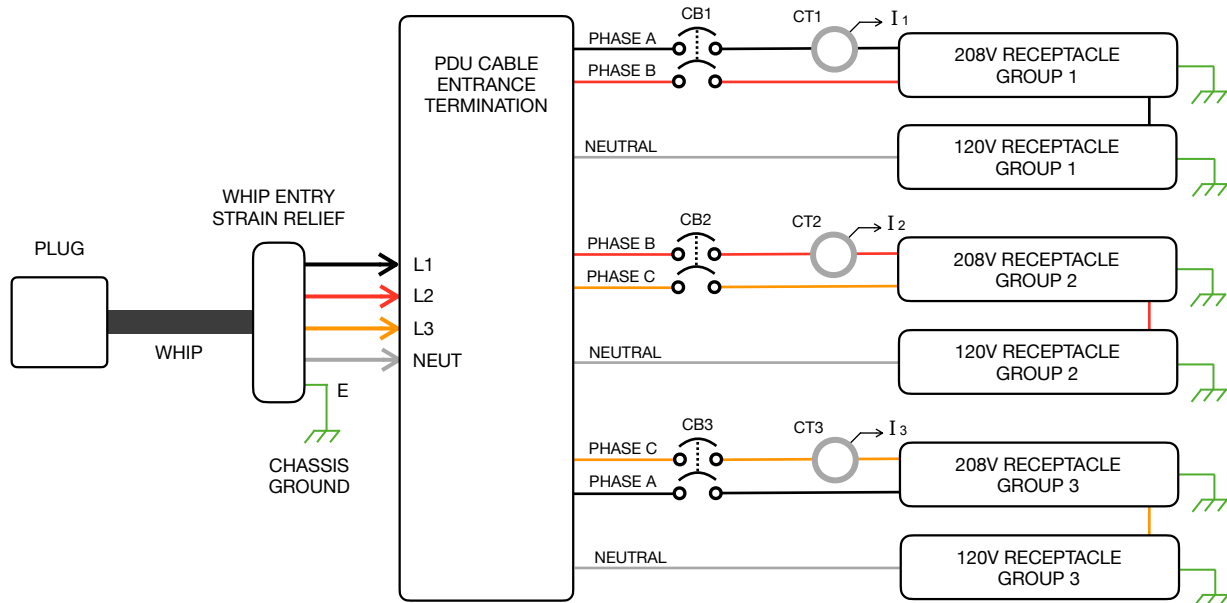 PLUG
WHIP
WHIP ENTRY
STRAIN RELIEF
E
CHASSIS
GROUND
L1
L2
L3
NEUT
PDU CABLE
ENTRANCE
TERMINATION
PHASE A
CB1
CT1
I 1
PHASE B
208V RECEPTACLE
GROUP 1
NEUTRAL
120V RECEPTACLE
GROUP 1
PHASE B
CB2
CT2
I 2
PHASE C
208V RECEPTACLE
GROUP 2
NEUTRAL
120V RECEPTACLE
GROUP 2
PHASE C
CB3
CT3
I 3
PHASE A
208V RECEPTACLE
GROUP 3
NEUTRAL
120V RECEPTACLE
GROUP 3